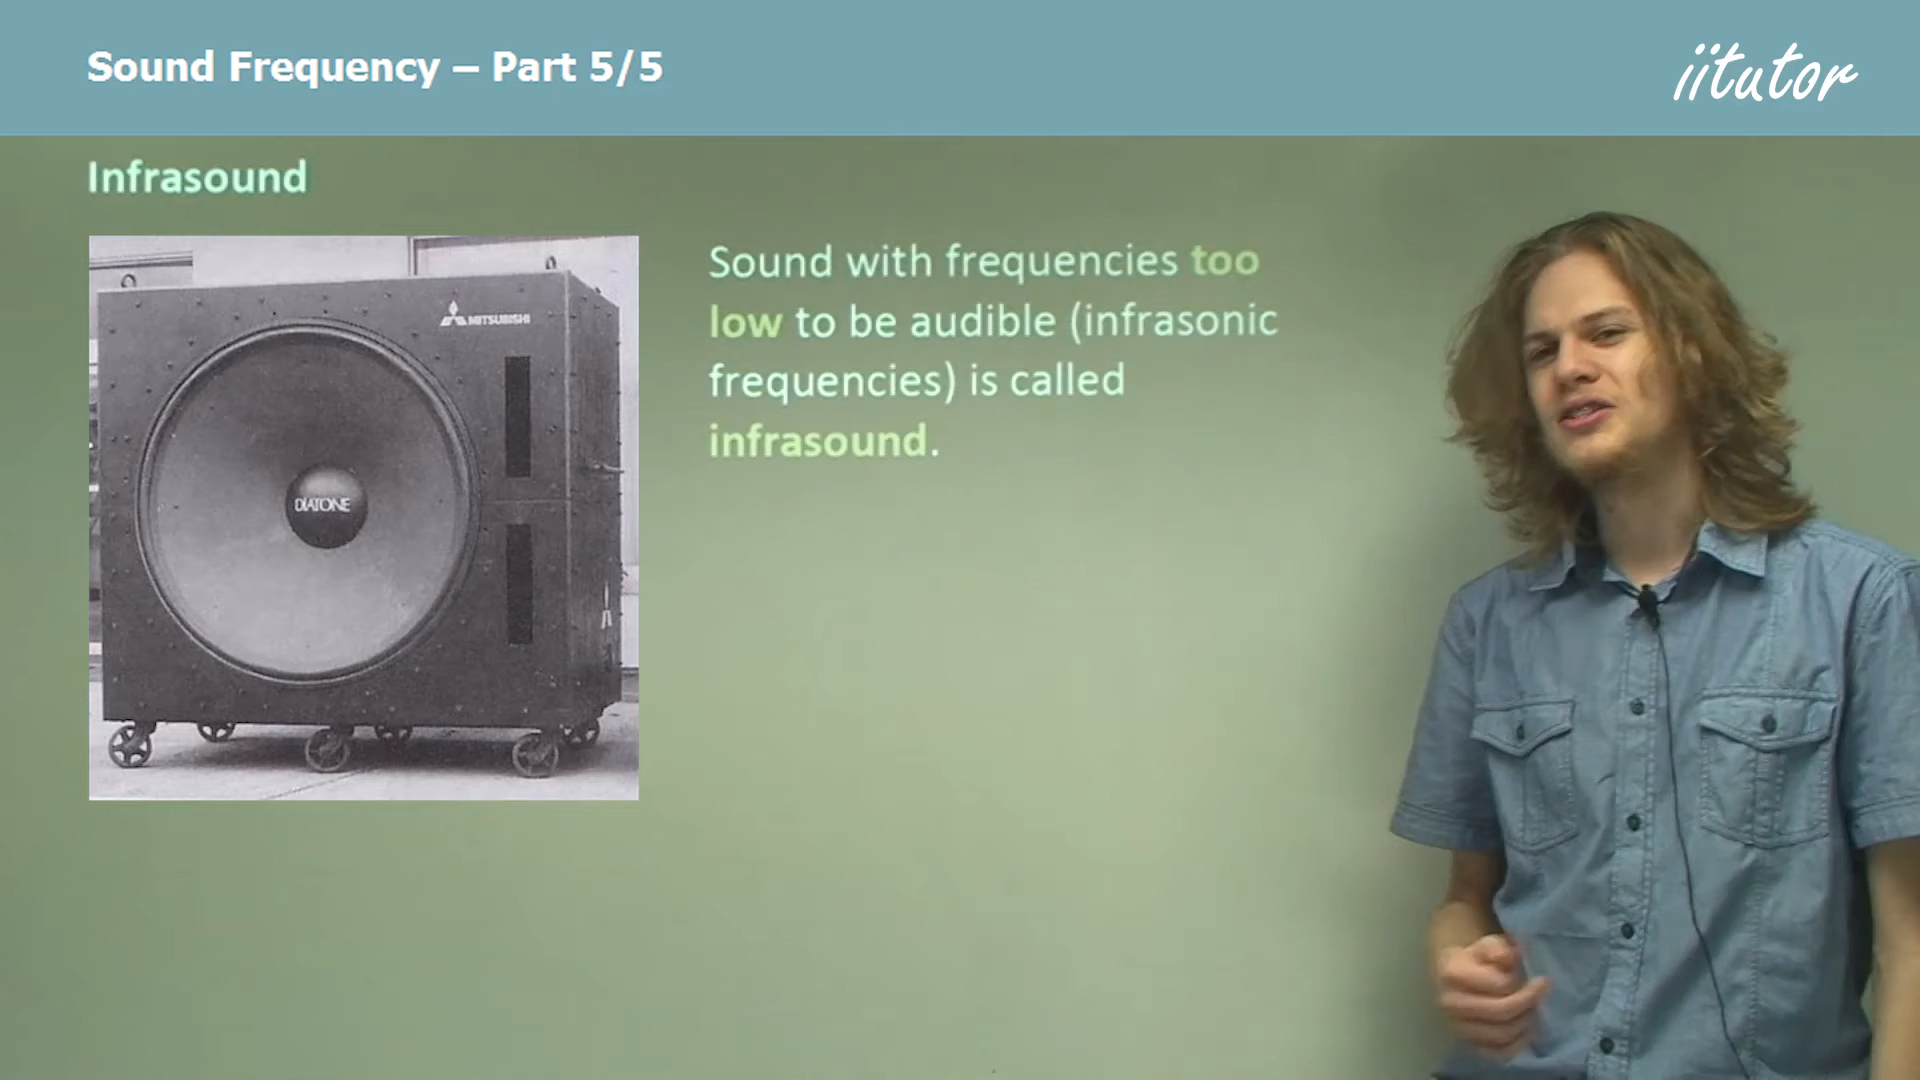 Sound Frequency – Part 5/5
iitutor
Infrasound
MITSUBISHI
DIATONE
Sound with frequencies too
low to be audible (infrasonic
frequencies) is called
infrasound.